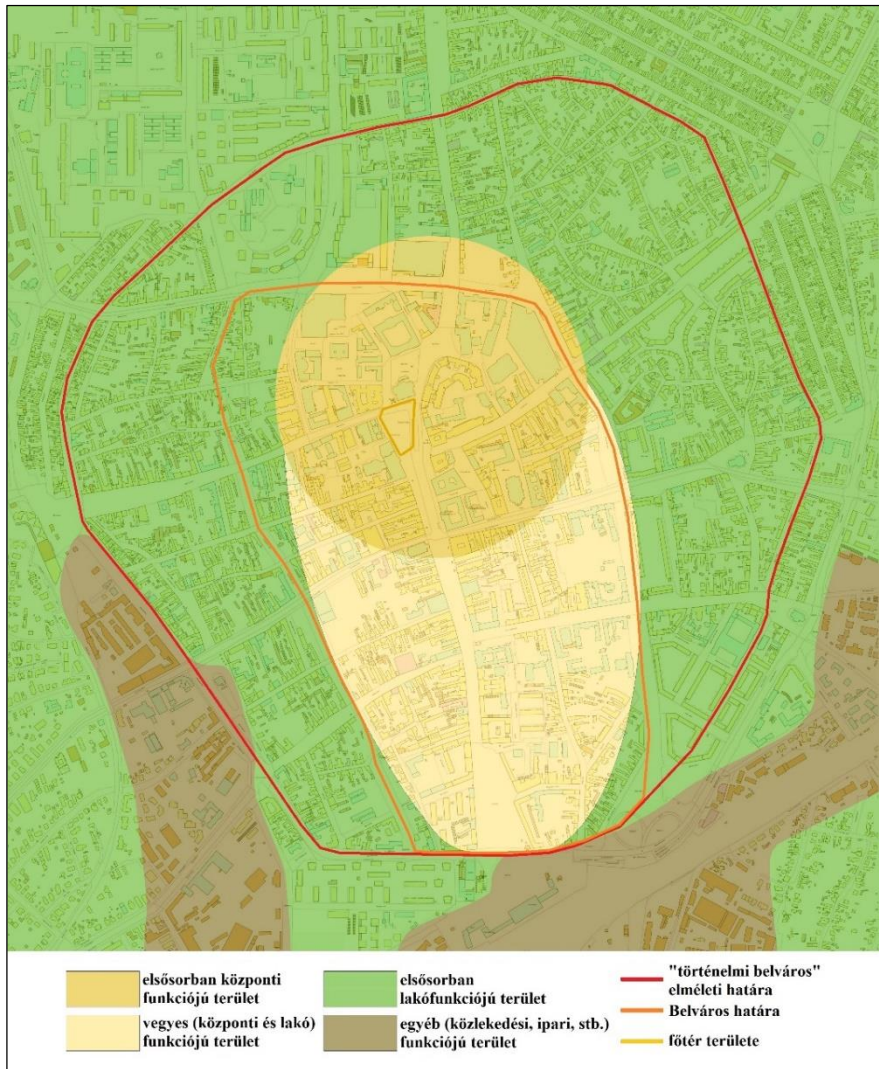 elsősorban központi
funkciójú terület
vegyes (központi és lakó)
funkciójú terület
elsősorban
lakófunkciójú terület
egyéb (közlekedési, ipari, stb.)
funkciójú terület
"történelmi belváros"
elméleti határa
Belváros határa
főtér területe